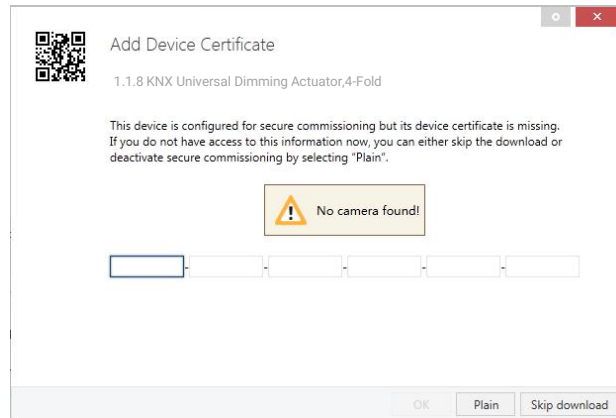 Add Device Certificate
1.1.8 KNX Universal Dimming Actuator,4-Fold
This device is configured for secure commissioning but its device certificate is missing.
If you do not have access to this information now, you can either skip the download or
deactivate secure commissioning by selecting "Plain".
No camera found!
- - - - -
OK Plain Skip download